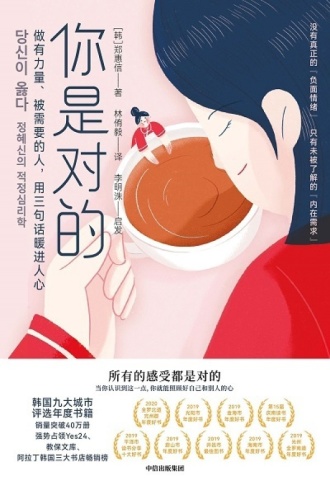 你是对的
[韩]郑惠信——著
林侑毅——译
李明洙——启发
做有力量、被需要的人，用三句话暖进人心
당신이 옳다 정혜신의 적정심리학
没有真正的“负面情绪”
只有未被了解的“内在需求”
所有的感受都是对的
当你认识到这一点，你就能照顾好自己和别人的心
韩国九大城市
评选年度书籍
销量突破40万册
强势占领Yes24、
教保文库、
阿拉丁韩国三大书店畅销榜
2020
2019
2019
2019
2019
2019
2019
中信出版集团